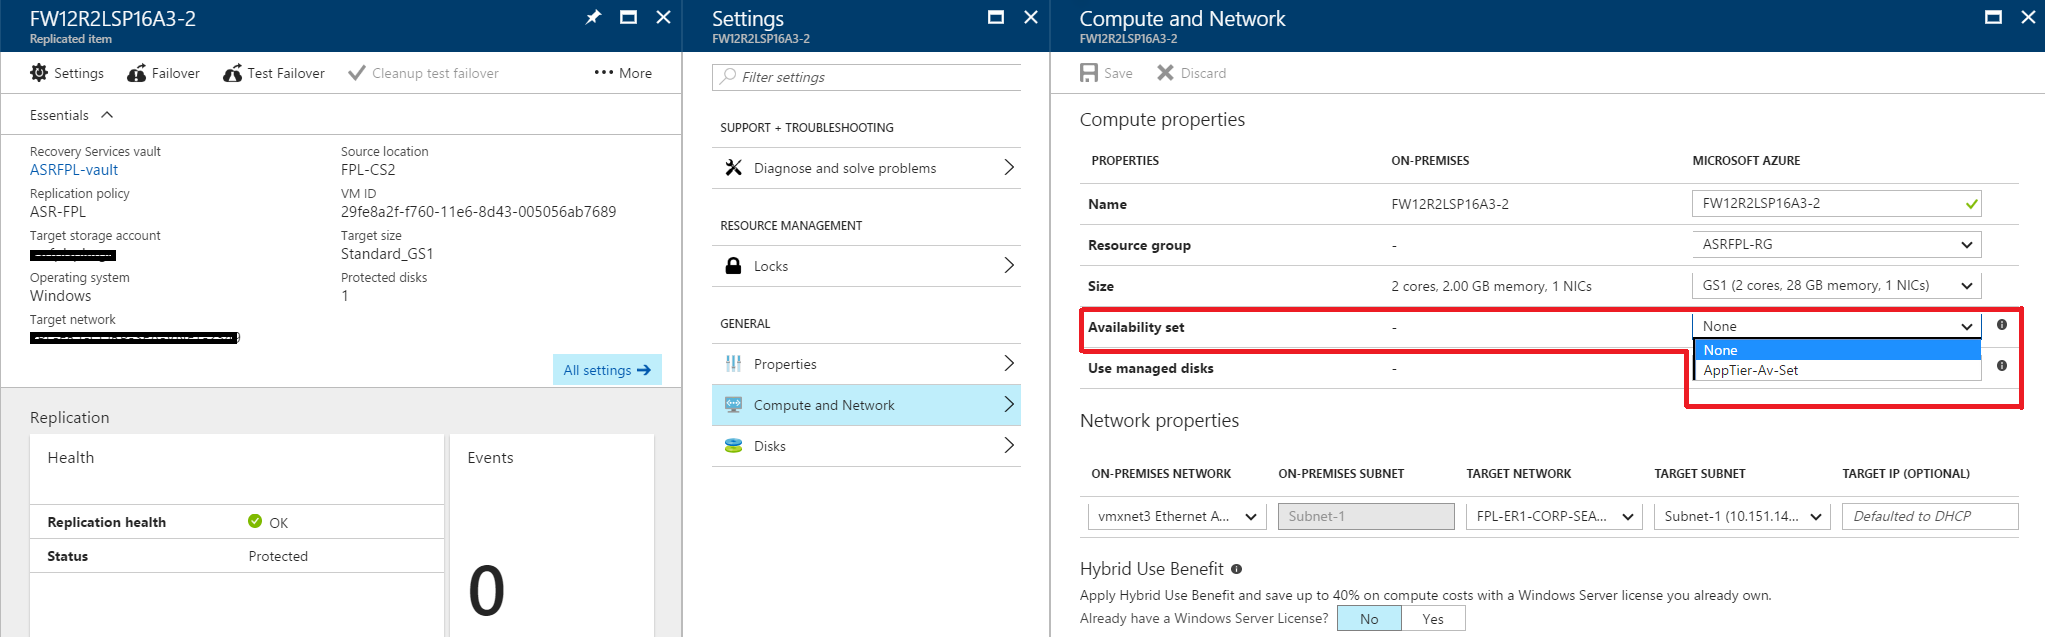 FW12R2LSP16A3-2
Replicated item
Settings
Failover
Test Failover
Cleanup test failover
More
Essentials
Recovery Services vault
ASRFPL-vault
Source location
FPL-CS2
Replication policy
ASR-FPL
VM ID
29fe8a2f-f760-11e6-8d43-005056ab7689
Target storage account
Target size
Standard_GS1
Operating system
Windows
Protected disks
1
Target network
All settings
Replication
Health
Replication health OK
Status Protected
Events
0
Settings
FW12R2LSP16A3-2
Filter settings
SUPPORT + TROUBLESHOOTING
Diagnose and solve problems
RESOURCE MANAGEMENT
Locks
GENERAL
Properties
Compute and Network
Disks
Compute and Network
FW12R2LSP16A3-2
Save
Discard
Compute properties
PROPERTIES ON-PREMISES MICROSOFT AZURE
Name FW12R2LSP16A3-2 FW12R2LSP16A3-2
Resource group - ASRFPL-RG
Size 2 cores, 2.00 GB memory, 1 NICs GS1 (2 cores, 28 GB memory, 1 NICs)
Availability set - None
None
AppTier-Av-Set
Use managed disks -
Network properties
ON-PREMISES NETWORK ON-PREMISES SUBNET TARGET NETWORK TARGET SUBNET TARGET IP (OPTIONAL)
vmxnet3 Ethernet A... Subnet-1 FPL-ER1-CORP-SEA... Subnet-1 (10.151.14... Defaulted to DHCP
Hybrid Use Benefit
Apply Hybrid Use Benefit and save up to 40% on compute costs with a Windows Server license you already own.
Already have a Windows Server License? No Yes